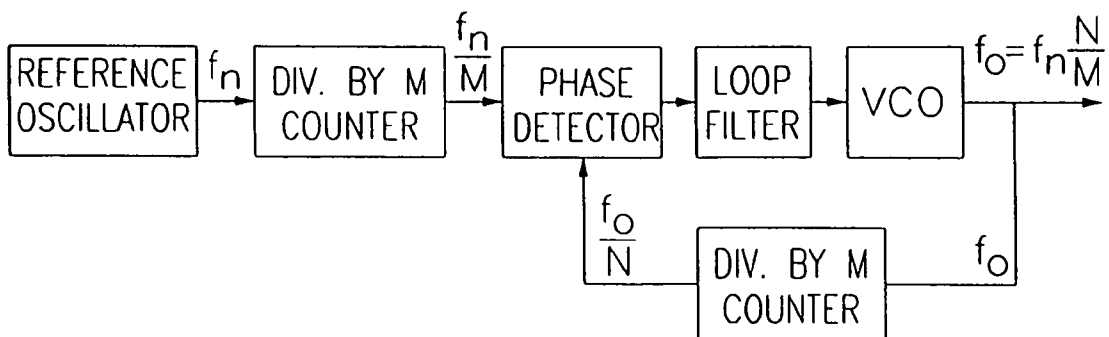 REFERENCE
OSCILLATOR
fn
DIV. BY M
COUNTER
fn
M
PHASE
DETECTOR
LOOP
FILTER
VCO
fo=fn N
M
fo
N
DIV. BY M
COUNTER
fo